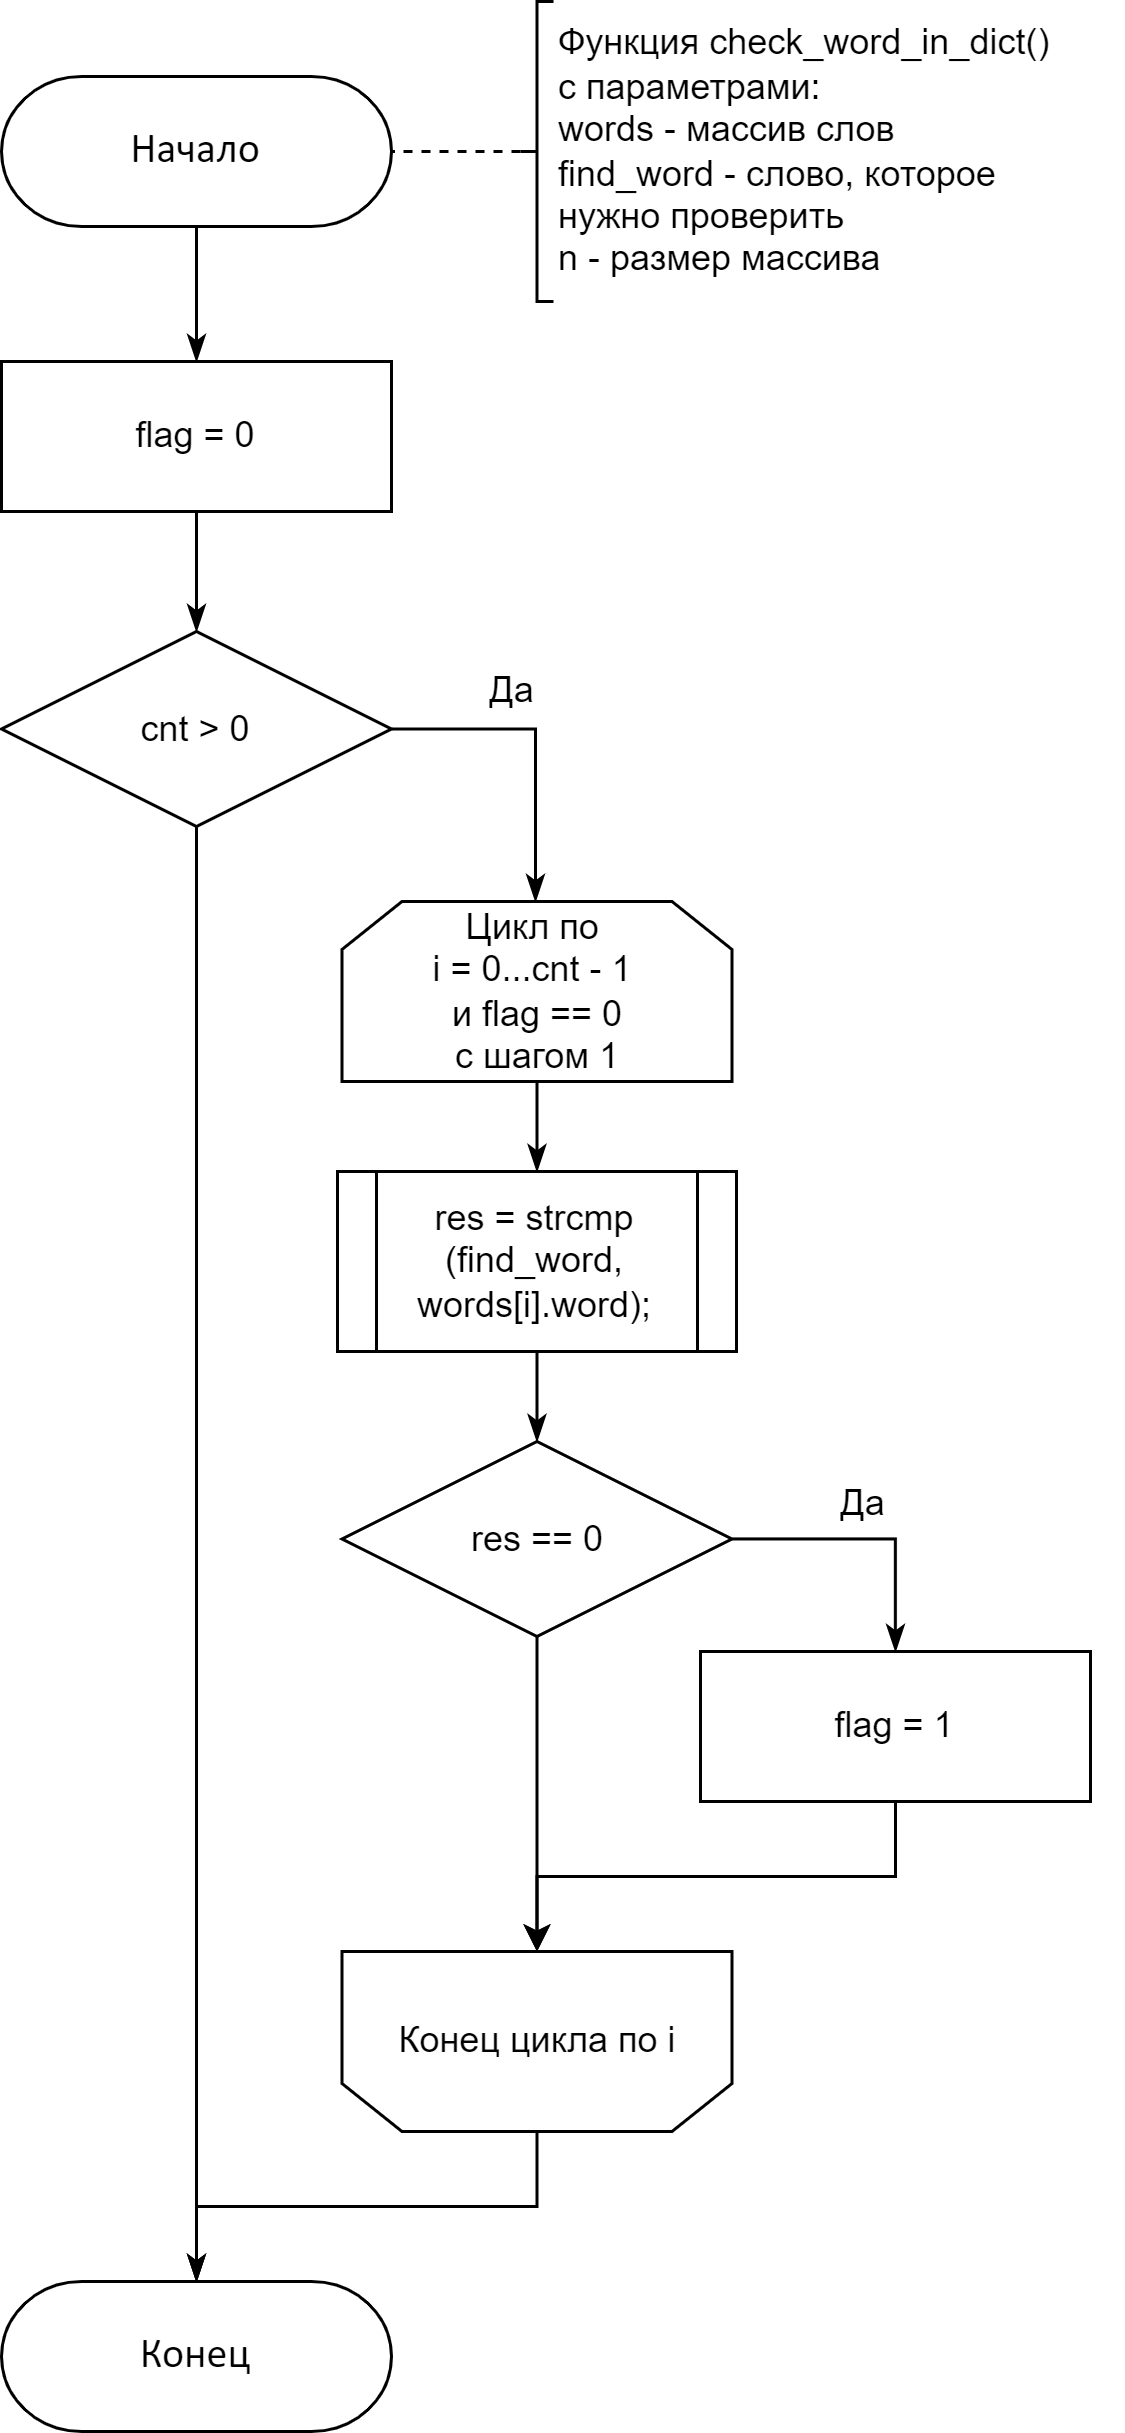 Функция check_word_in_dict()
с параметрами:
words - массив слов
find_word - слово, которое
нужно проверить
n - размер массива
Начало
flag = 0
cnt > 0
Да
Цикл по
i = 0...cnt - 1
и flag == 0
с шагом 1
res = strcmp
(find_word,
words[i].word);
res == 0
Да
flag = 1
Конец цикла по i
Конец